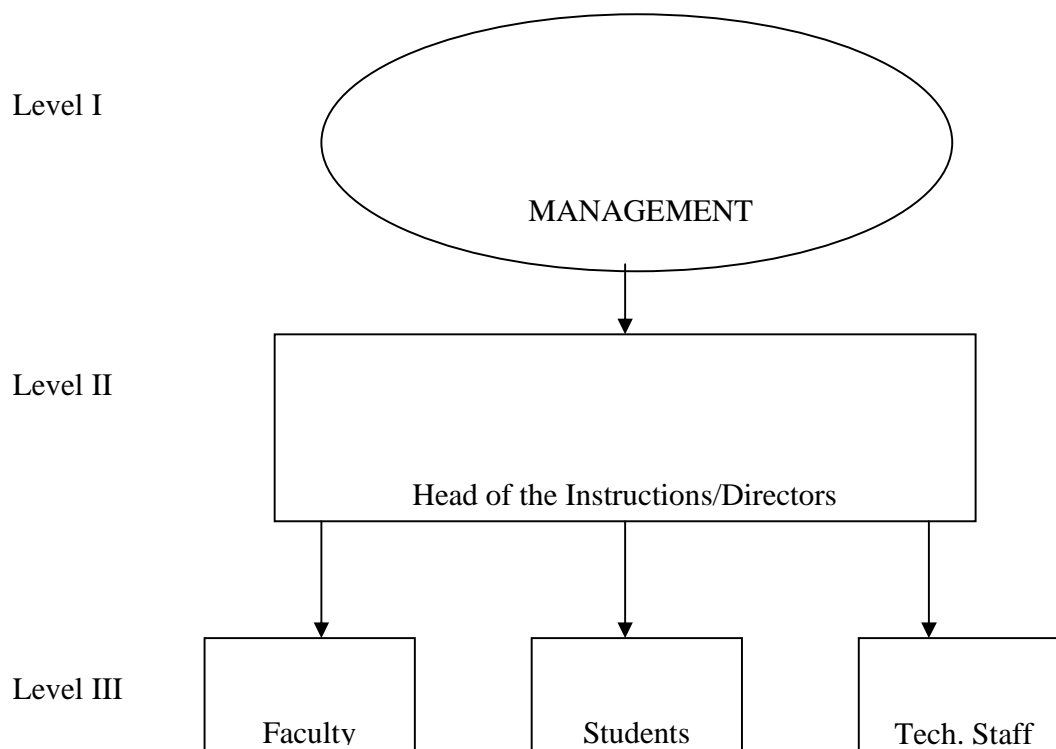 Level I
MANAGEMENT
Level II
Head of the Instructions/Directors
Level III
Faculty
Students
Tech. Staff